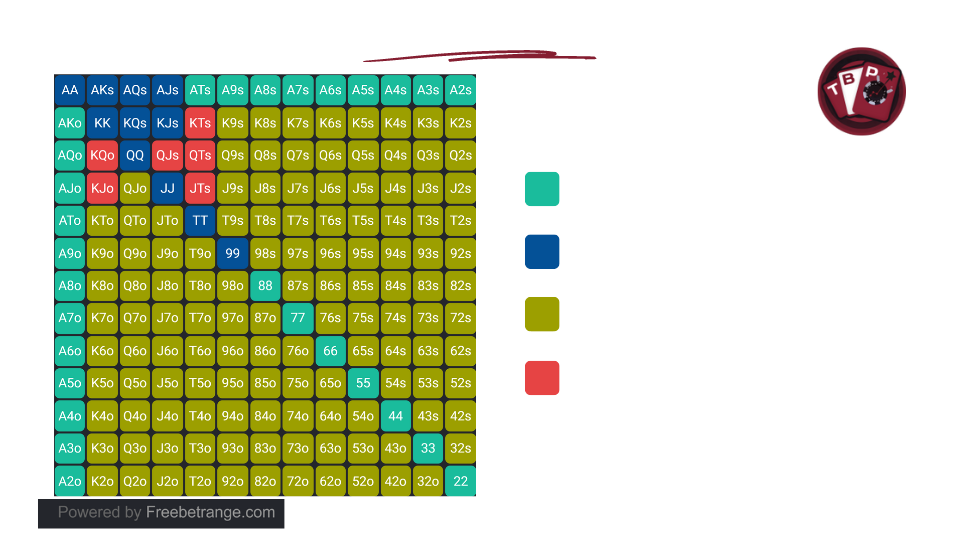 TBP
AA AKs AQs AJs ATs A9s A8s A7s A6s A5s A4s A3s A2s
AKo KK KQs KJs KTs K9s K8s K7s K6s K5s K4s K3s K2s
AQo KQo QQ QJs QTs Q9s Q8s Q7s Q6s Q5s Q4s Q3s Q2s
AJo KJo QJo JJ JTs J9s J8s J7s J6s J5s J4s J3s J2s
ATo KTo QTo JTo TT T9s T8s T7s T6s T5s T4s T3s T2s
A9o K9o Q9o J9o T9o 99 98s 97s 96s 95s 94s 93s 92s
A8o K8o Q8o J8o T8o 98o 88 87s 86s 85s 84s 83s 82s
A7o K7o Q7o J7o T7o 97o 87o 77 76s 75s 74s 73s 72s
A6o K6o Q6o J6o T6o 96o 86o 76o 66 65s 64s 63s 62s
A5o K5o Q5o J5o T5o 95o 85o 75o 65o 55 54s 53s 52s
A4o K4o Q4o J4o T4o 94o 84o 74o 64o 54o 44 43s 42s
A3o K3o Q3o J3o T3o 93o 83o 73o 63o 53o 43o 33 32s
A2o K2o Q2o J2o T2o 92o 82o 72o 62o 52o 42o 32o 22
Powered by Freebetrange.com